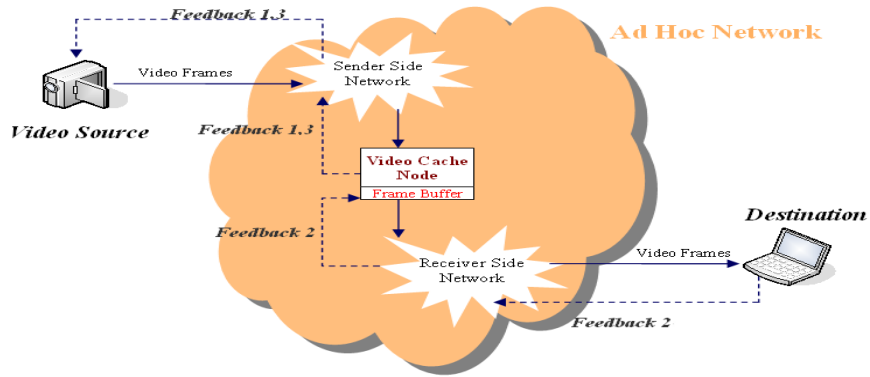 Feedback 1,3
Ad Hoc Network
Sender Side
Network
Video Frames
Video Source
Feedback 1,3
Video Cache
Node
Frame Buffer
Destination
Feedback 2
Video Frames
Receiver Side
Network
Feedback 2